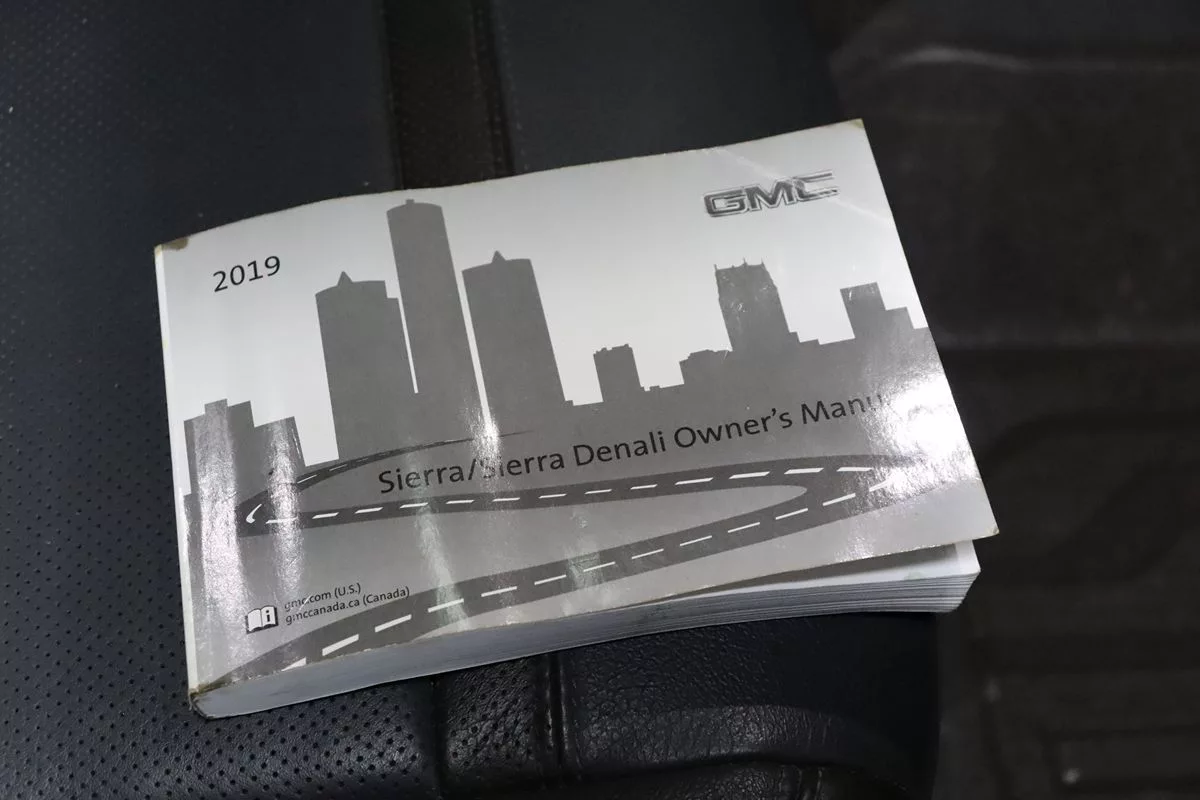 2019
GMC
Sierra/Sierra Denali Owner's Manu
gmc.com (U.S.)
gmccanada.ca (Canada)